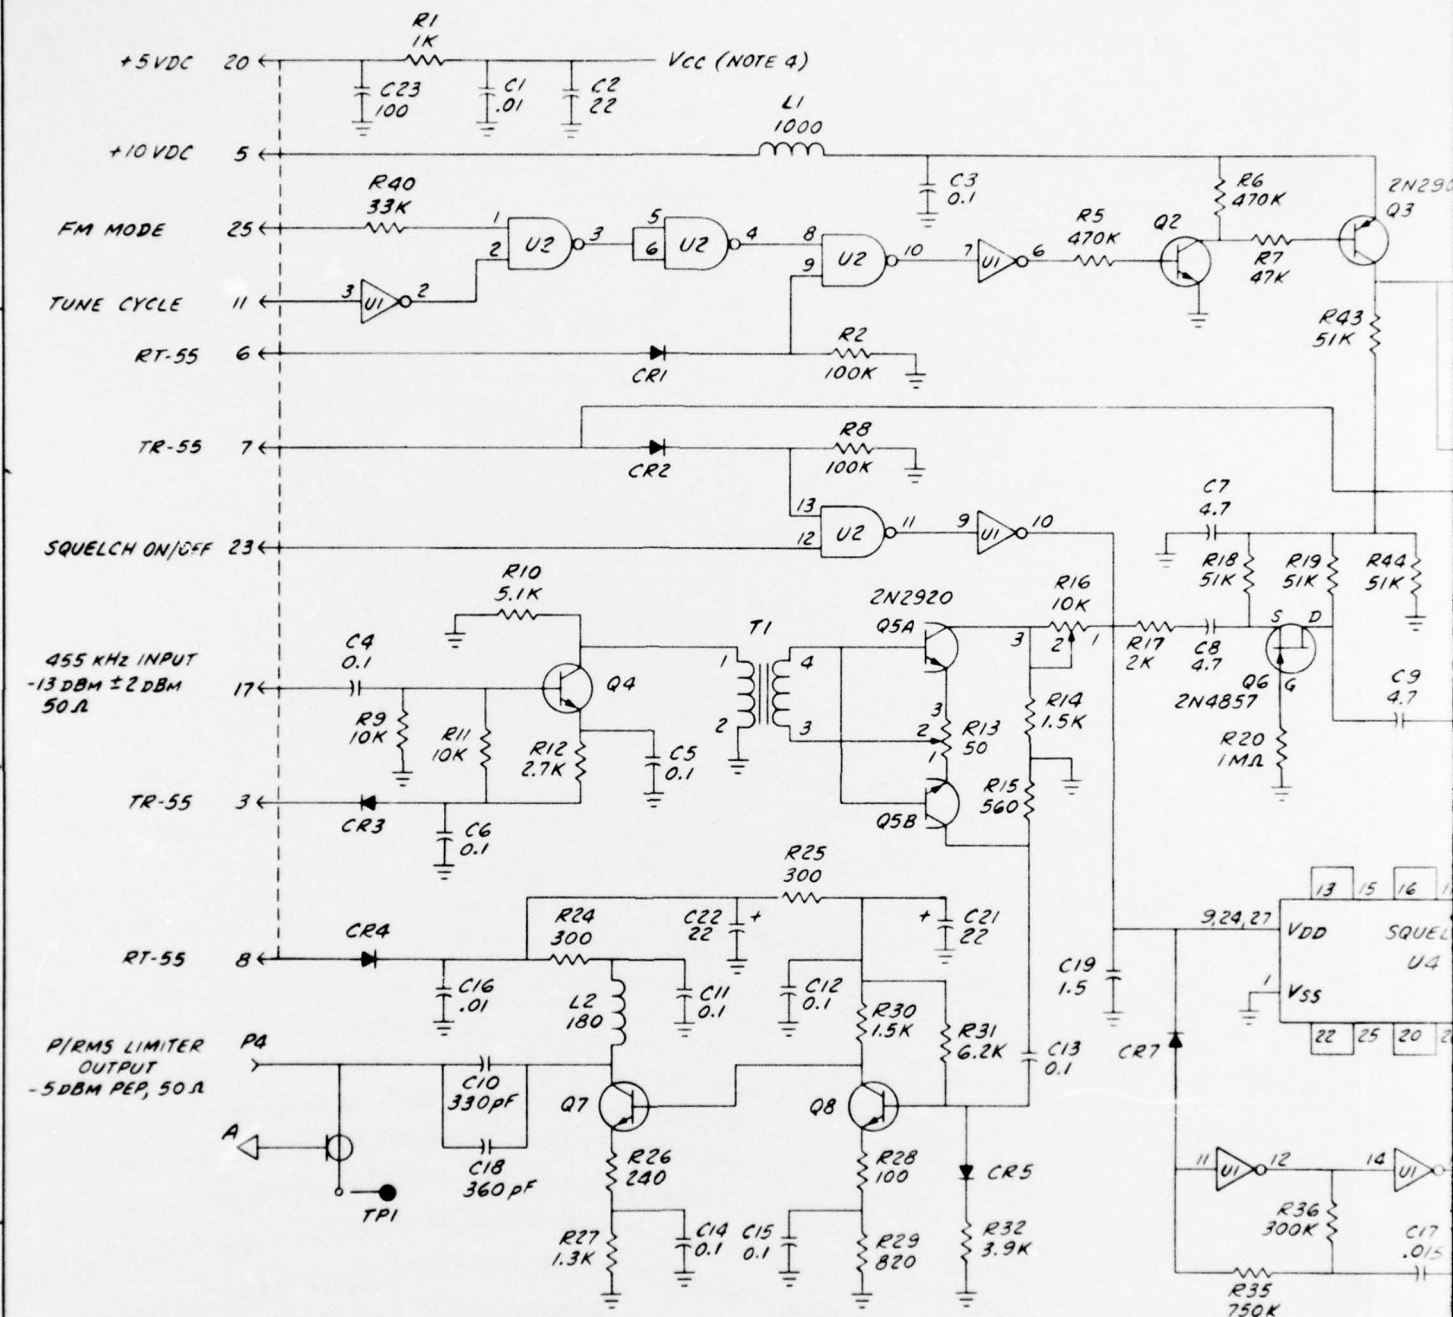 R1
1K
+5 VDC 20
C23
100
C1
.01
C2
22
VCC (NOTE 4)
L1
1000
+10 VDC 5
C3
0.1
R6
470K
Q3
R40
33K
FM MODE 25
1
2
U2
3
5
6
U2
4
8
9
U2
10
7
U1
6
R5
470K
Q2
R7
47K
TUNE CYCLE 11
3
U1
2
R43
51K
RT-55 6
CR1
R2
100K
TR-55 7
CR2
R8
100K
13
12
U2
11
9
U1
10
SQUELCH ON/OFF 23
C7
4.7
R18
51K
R19
51K
R44
51K
R10
5.1K
2N2920
Q5A
R16
10K
3
2
1
R17
2K
C8
4.7
S
D
G
Q6
2N4857
C9
4.7
455 KHZ INPUT
-13 DBM ±2 DBM
50Ω
17
C4
0.1
Q4
T1
1
2
4
3
R9
10K
R11
10K
R12
2.7K
C5
0.1
3
2
1
R13
50
R14
1.5K
R15
560
R20
1MΩ
TR-55 3
CR3
C6
0.1
Q5B
R25
300
R24
300
C22
22
+
+
C21
22
13
15
16
9,24,27
VDD
U4
1
VSS
22
25
20
RT-55 8
CR4
C16
.01
L2
180
C11
0.1
C12
0.1
R30
1.5K
R31
6.2K
C19
1.5
C13
0.1
CR7
P/RMS LIMITER
OUTPUT
-5 DBM PEP, 50Ω
P4
C10
330pF
Q7
Q8
A
C18
360pF
TP1
R26
240
R28
100
CR5
11
U1
12
14
U1
R36
300K
C17
.015
R27
1.3K
C14
0.1
C15
0.1
R29
820
R32
3.9K
R35
750K